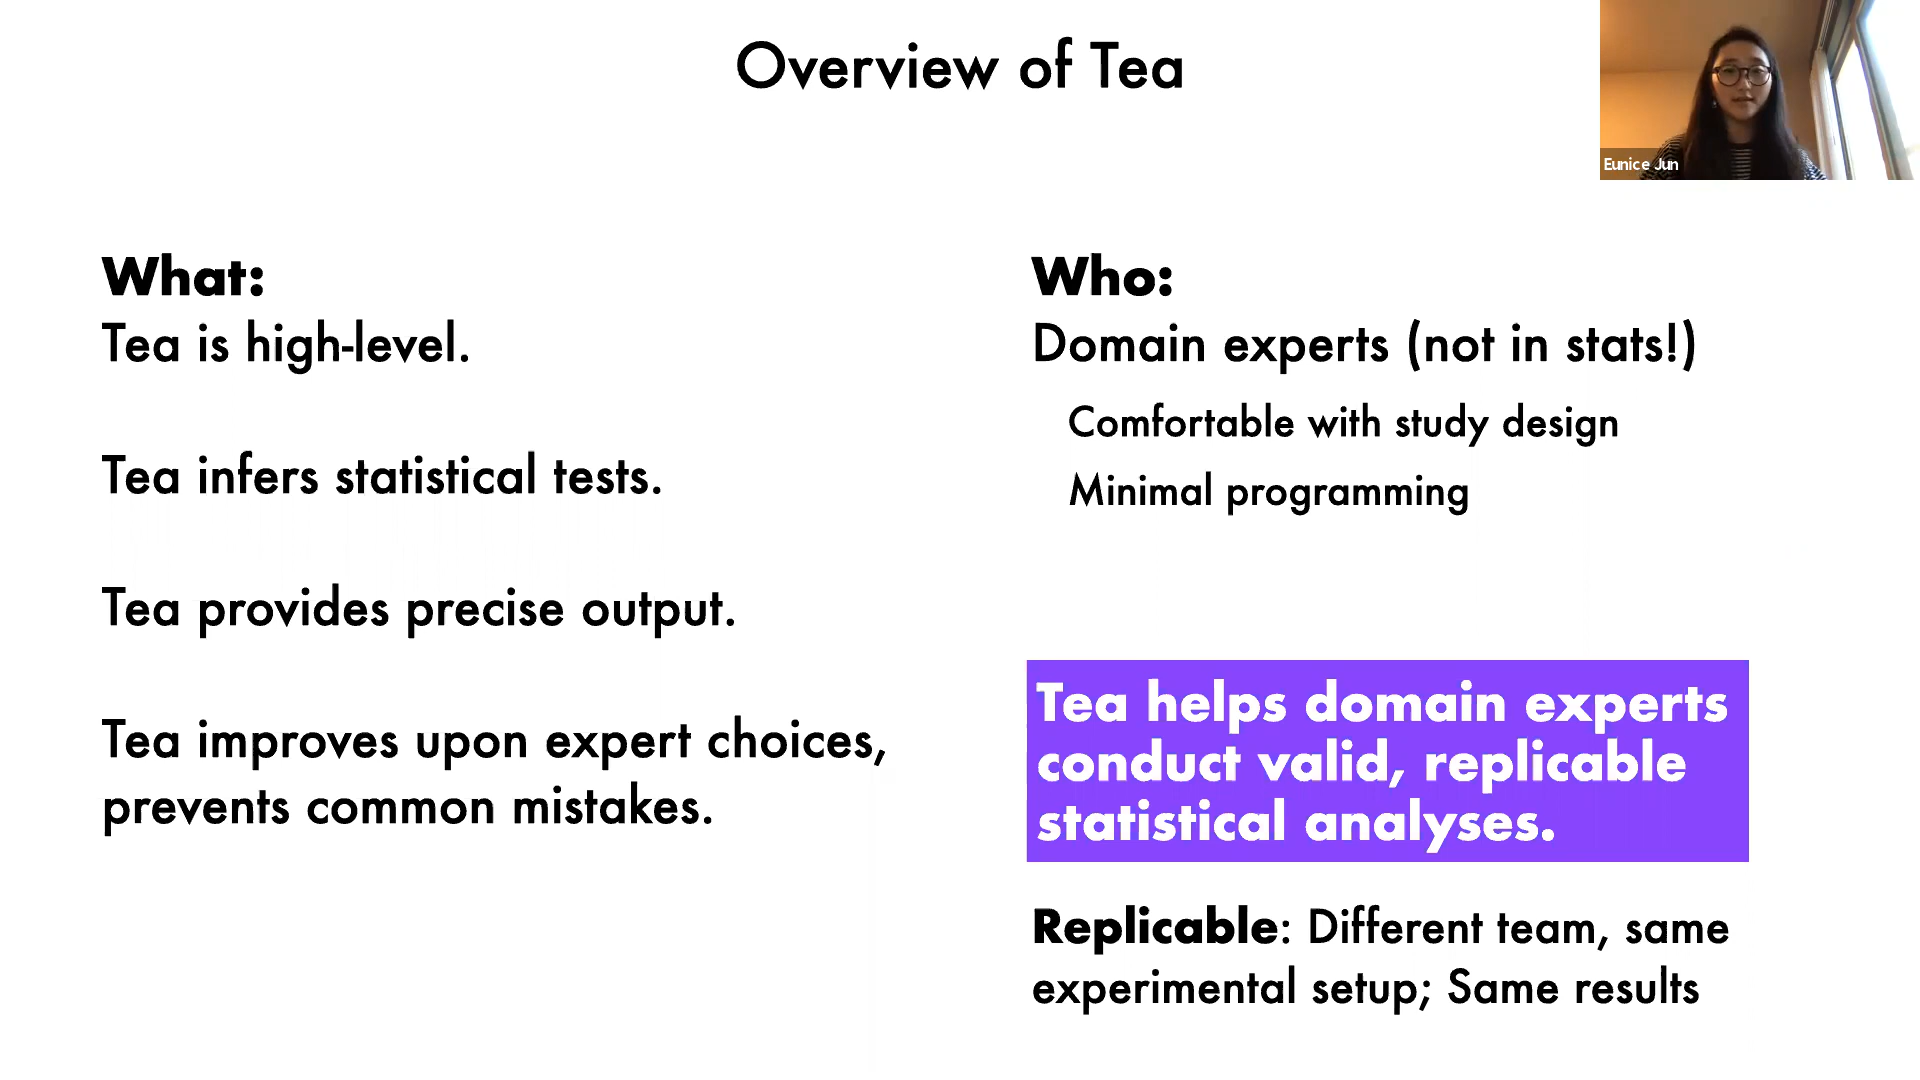 Overview of Tea
Eunice Jun
What:
Tea is high-level.
Tea infers statistical tests.
Tea provides precise output.
Tea improves upon expert choices,
prevents common mistakes.
Who:
Domain experts (not in stats!)
Comfortable with study design
Minimal programming
Tea helps domain experts
conduct valid, replicable
statistical analyses.
Replicable: Different team, same
experimental setup; Same results